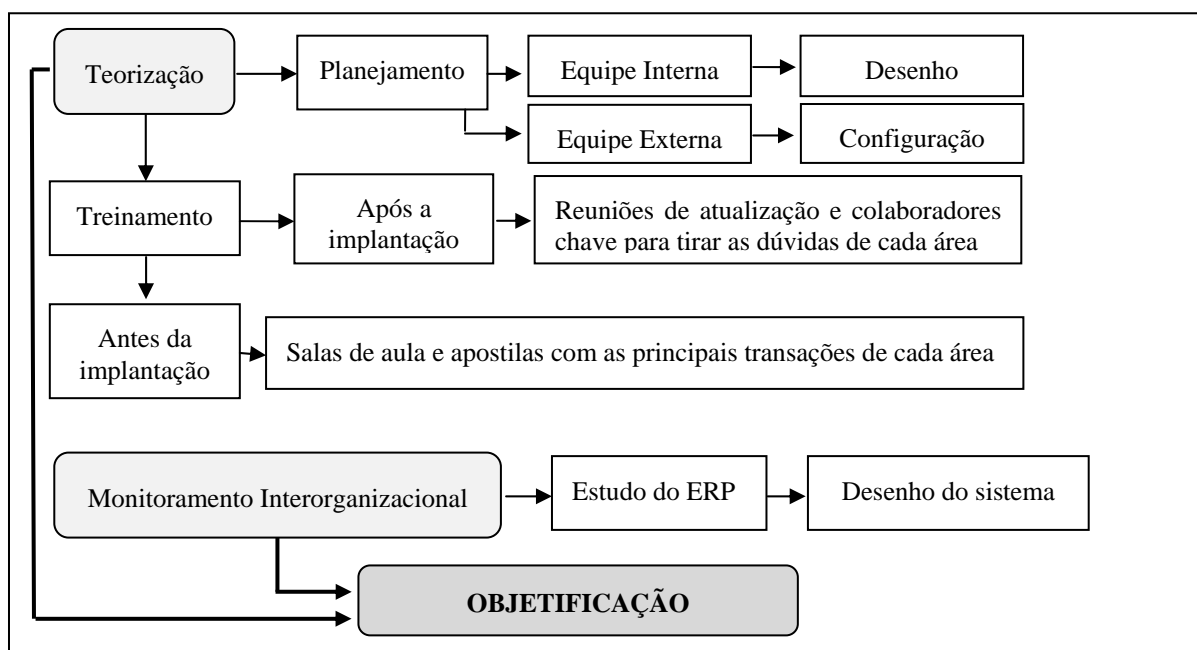 Teorização
Planejamento
Equipe Interna
Desenho
Equipe Externa
Configuração
Treinamento
Após a
implantação
Reuniões de atualização e colaboradores
chave para tirar as dúvidas de cada área
Antes da
implantação
Salas de aula e apostilas com as principais transações de cada área
Monitoramento Interorganizacional
Estudo do ERP
Desenho do sistema
OBJETIFICAÇÃO